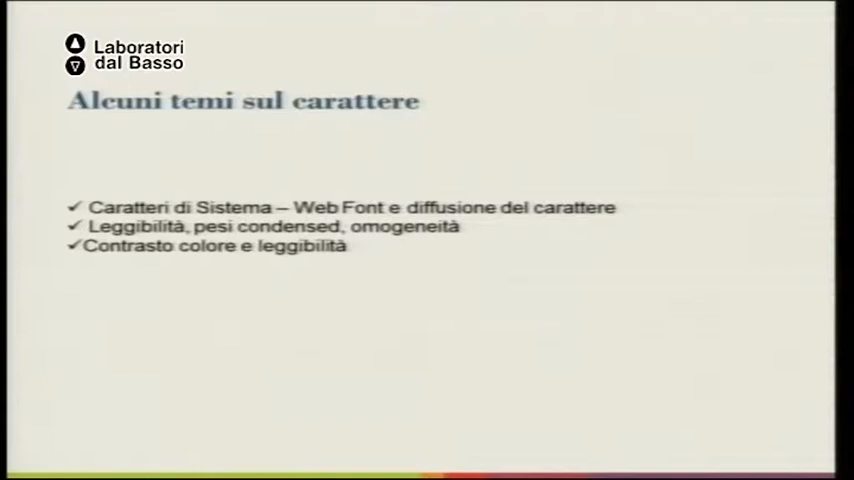 Laboratori
dal Basso
Alcuni temi sul carattere
✓ Caratteri di Sistema – Web Font e diffusione del carattere
✓ Leggibilità, pesi condensed, omogeneità
✓Contrasto colore e leggibilità